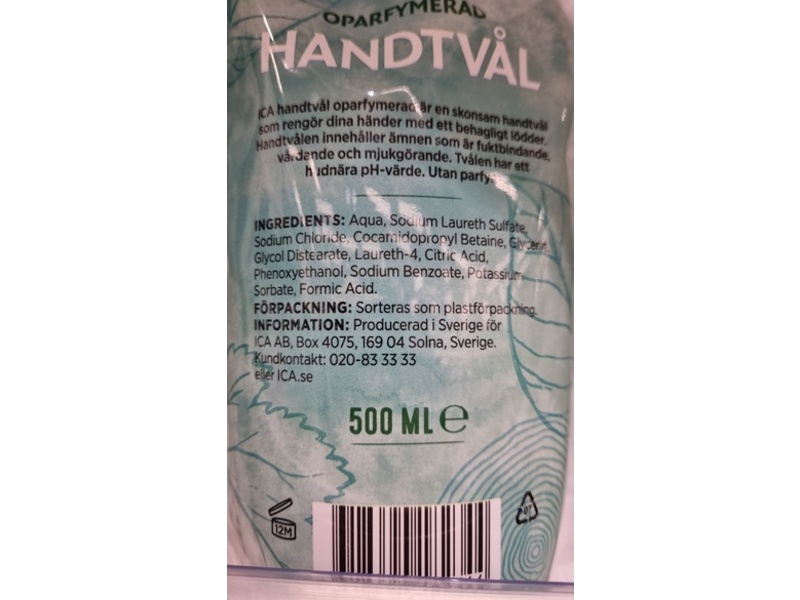 OPARFYMERAD
HANDTVÅL
ICA handtvål oparfymerad är en skonsam handtvål
som rengör dina händer med ett behagligt lödder.
Handtvålen innehåller ämnen som är fuktbindande,
vårdande och mjukgörande. Tvålen har ett
hudnära pH-värde. Utan parfym.
INGREDIENTS: Aqua, Sodium Laureth Sulfate,
Sodium Chloride, Cocamidopropyl Betaine, Glycerin,
Glycol Distearate, Laureth-4, Citric Acid,
Phenoxyethanol, Sodium Benzoate, Potassium
Sorbate, Formic Acid.
FÖRPACKNING: Sorteras som plastförpackning.
INFORMATION: Producerad i Sverige för
ICA AB, Box 4075, 169 04 Solna, Sverige.
Kundkontakt: 020-83 33 33
eller ICA.se
500 ML e
12M